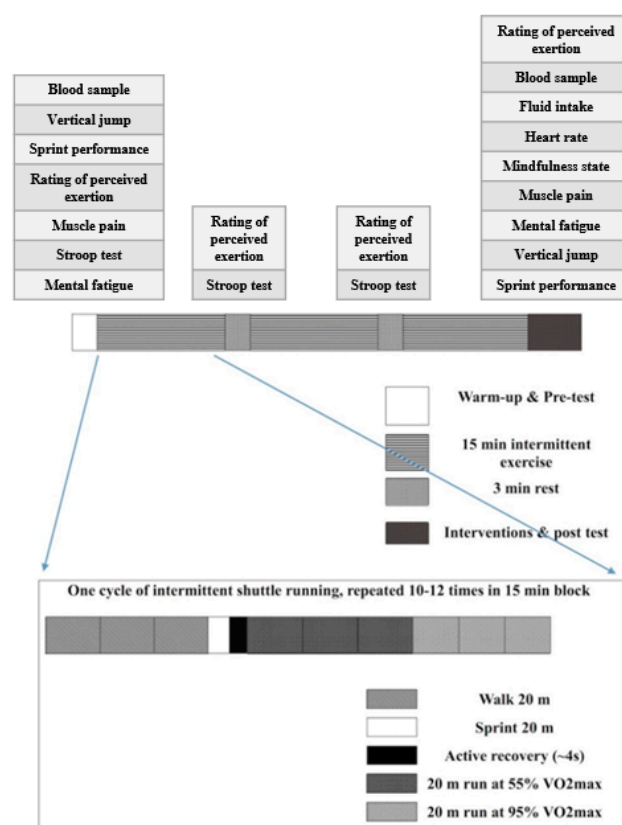 Blood sample
Vertical jump
Sprint performance
Rating of perceived
exertion
Muscle pain
Stroop test
Mental fatigue
Rating of
perceived
exertion
Stroop test
Rating of
perceived
exertion
Stroop test
Rating of perceived
exertion
Blood sample
Fluid intake
Heart rate
Mindfulness state
Muscle pain
Mental fatigue
Vertical jump
Sprint performance
Warm-up & Pre-test
15 min intermittent
exercise
3 min rest
Interventions & post test
One cycle of intermittent shuttle running, repeated 10-12 times in 15 min block
Walk 20 m
Sprint 20 m
Active recovery (~4s)
20 m run at 55% VO2max
20 m run at 95% VO2max